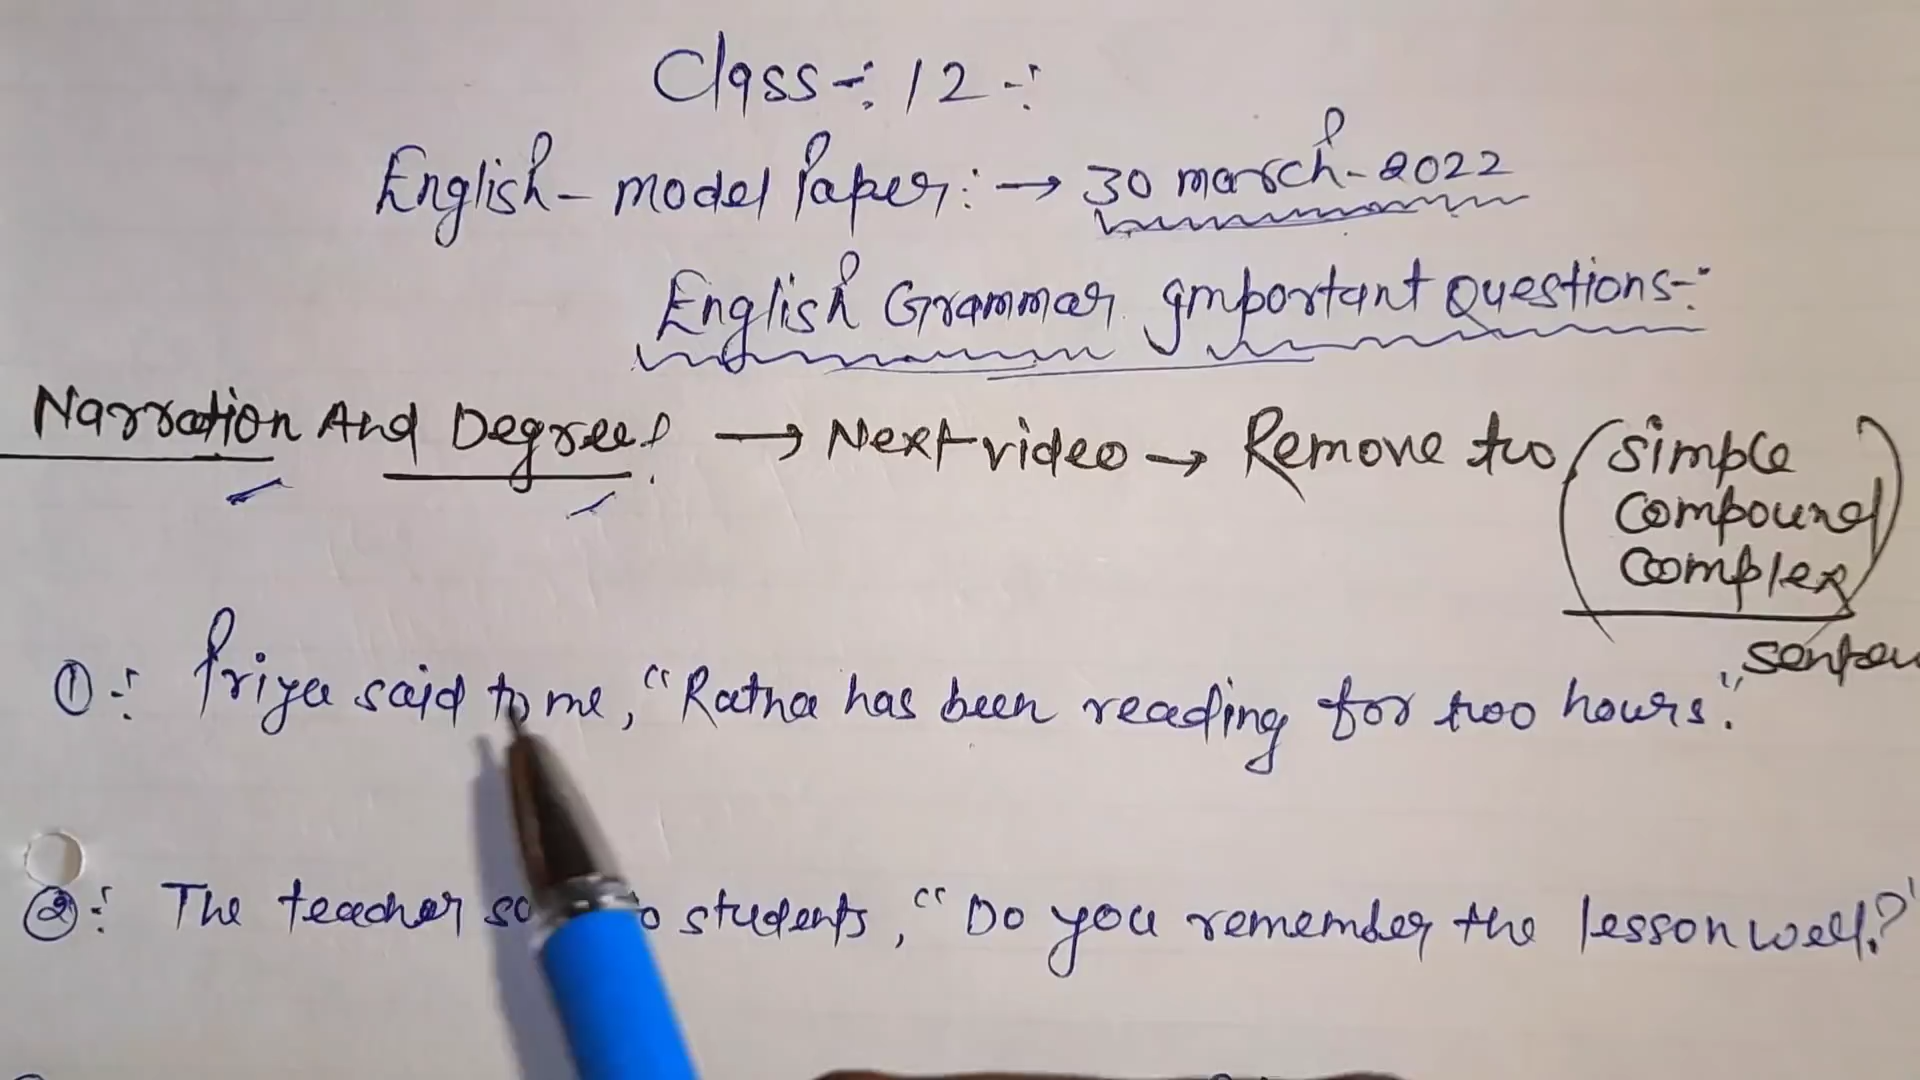 Class-: 12 -:
English- model Paper: → 30 march-2022
English Grammar Important Questions-:
Narration And Degree! → Next video → Remove two (simple
compound
complex)
① -: Priya said to me, "Ratna has been reading for two hours."
② -: The teacher to students, "Do you remember the lesson well?"